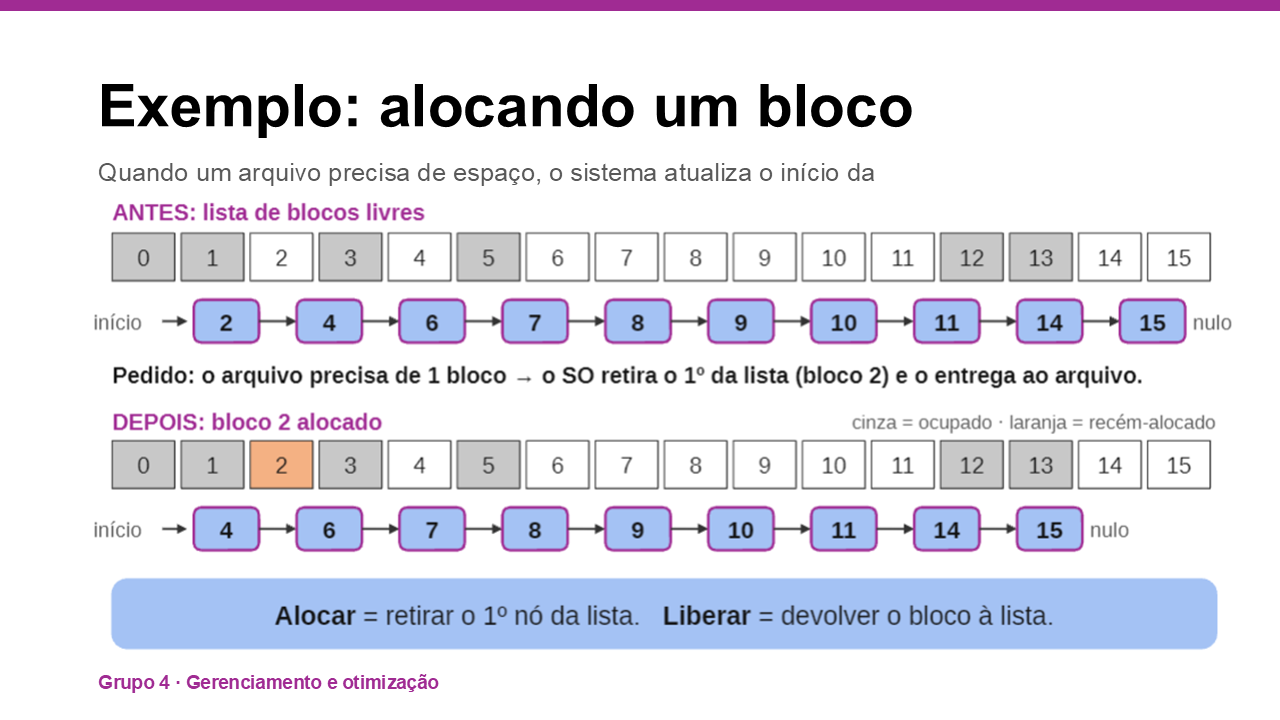 Exemplo: alocando um bloco
Quando um arquivo precisa de espaço, o sistema atualiza o início da
ANTES: lista de blocos livres
0 1 2 3 4 5 6 7 8 9 10 11 12 13 14 15
início 2 4 6 7 8 9 10 11 14 15 nulo
Pedido: o arquivo precisa de 1 bloco → o SO retira o 1º da lista (bloco 2) e o entrega ao arquivo.
DEPOIS: bloco 2 alocado cinza = ocupado · laranja = recém-alocado
0 1 2 3 4 5 6 7 8 9 10 11 12 13 14 15
início 4 6 7 8 9 10 11 14 15 nulo
Alocar = retirar o 1º nó da lista. Liberar = devolver o bloco à lista.
Grupo 4 · Gerenciamento e otimização